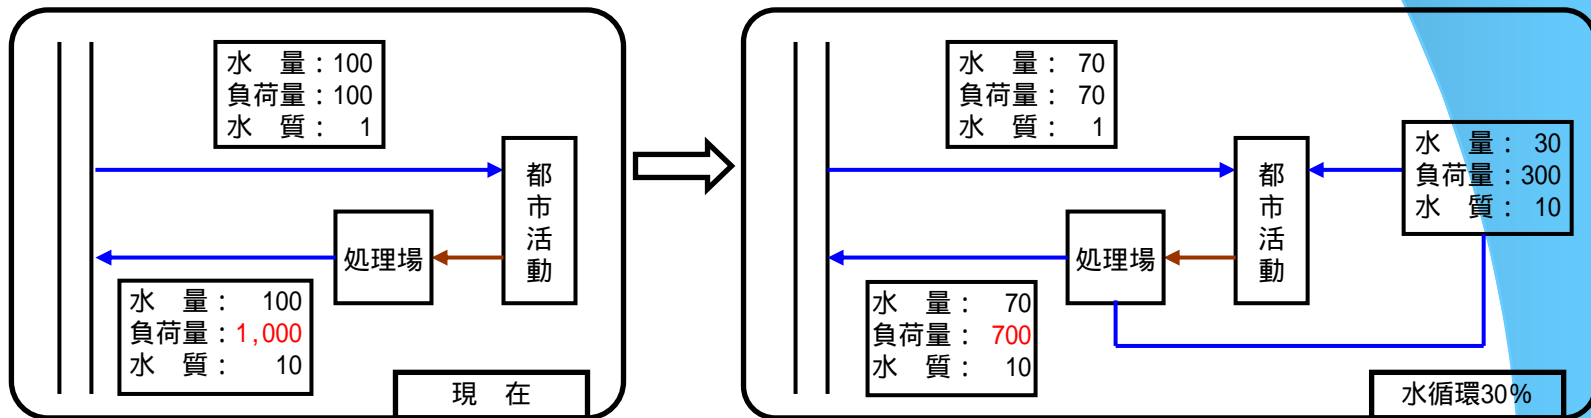 水　量：100
負荷量：100
水　質：　1
都市活動
処理場
水　量：　100
負荷量：1,000
水　質：　10
現　在
水　量：　70
負荷量：　70
水　質：　1
都市活動
処理場
水　量：　70
負荷量：　700
水　質：　10
水　量：　30
負荷量：300
水　質：　10
水循環30%